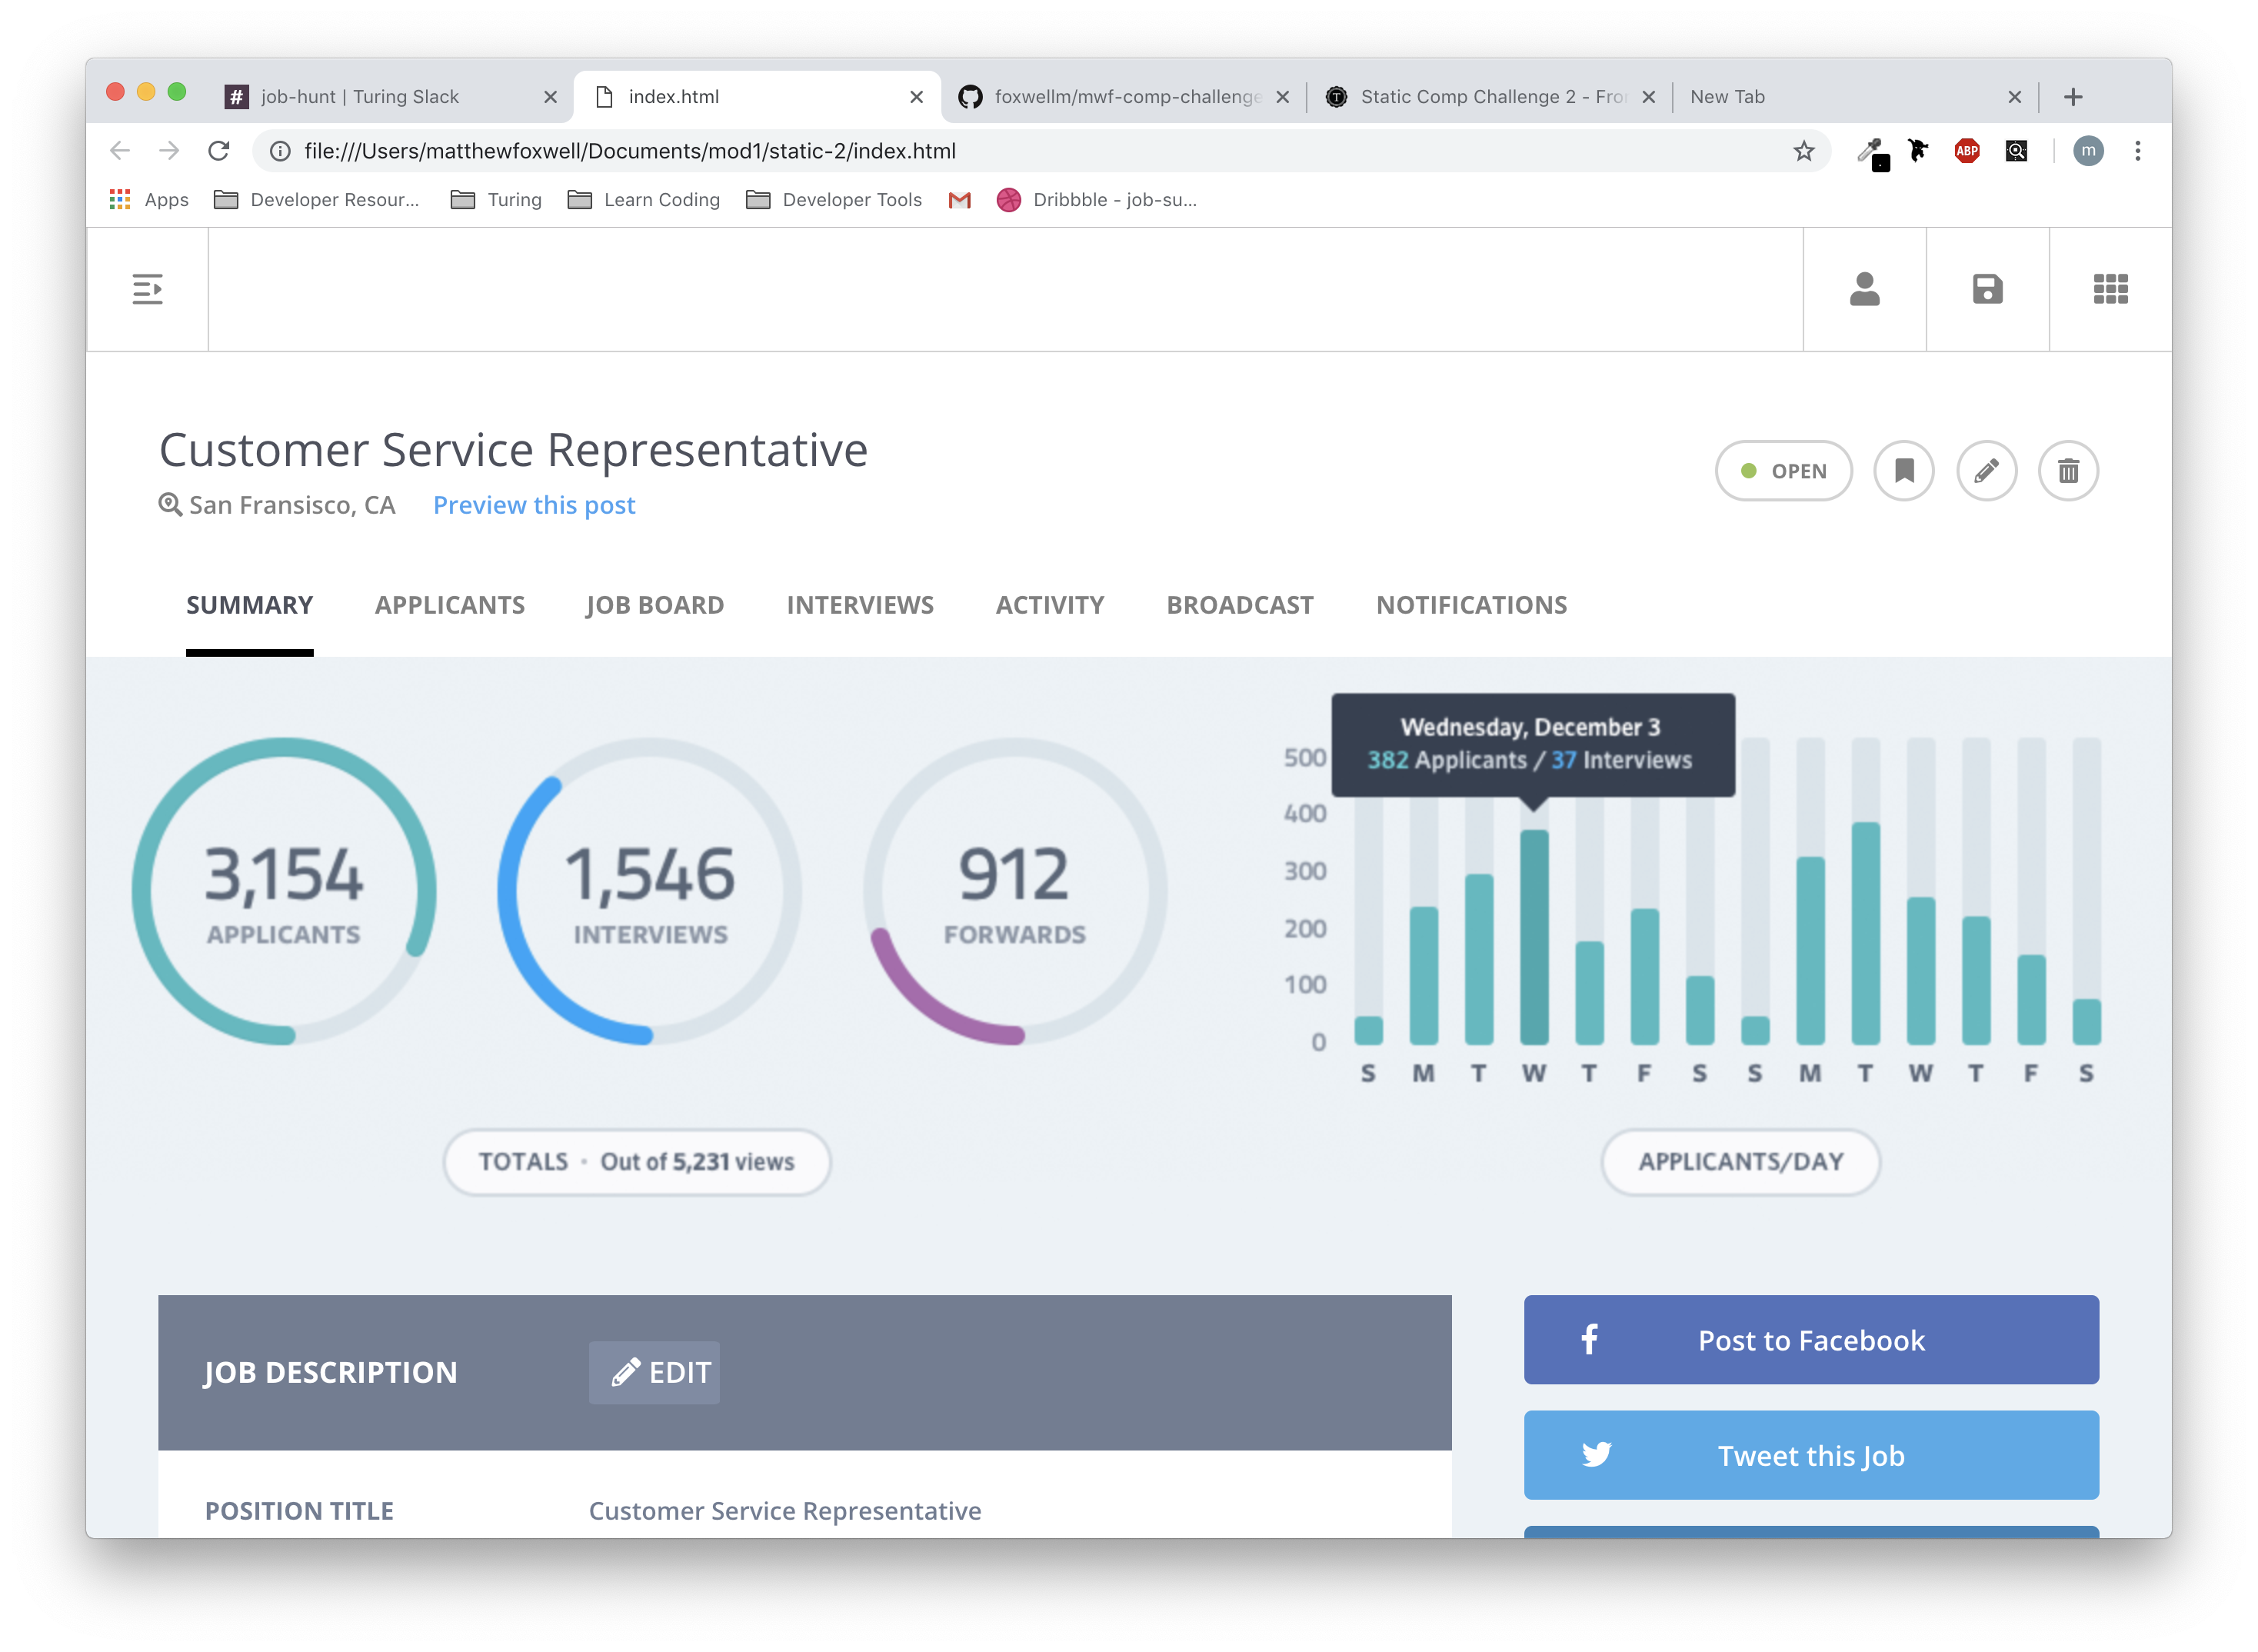 job-hunt | Turing Slack
index.html
foxwellm/mwf-comp-challenge
Static Comp Challenge 2 - Fro
New Tab
file:///Users/matthewfoxwell/Documents/mod1/static-2/index.html
ABP
m
Apps
Developer Resour...
Turing
Learn Coding
Developer Tools
Dribbble - job-su...
Customer Service Representative
OPEN
San Fransisco, CA
Preview this post
SUMMARY
APPLICANTS
JOB BOARD
INTERVIEWS
ACTIVITY
BROADCAST
NOTIFICATIONS
3,154
APPLICANTS
1,546
INTERVIEWS
912
FORWARDS
TOTALS · Out of 5,231 views
Wednesday, December 3
382 Applicants / 37 Interviews
500
400
300
200
100
0
S M T W T F S S M T W T F S
APPLICANTS/DAY
JOB DESCRIPTION
EDIT
POSITION TITLE
Customer Service Representative
Post to Facebook
Tweet this Job